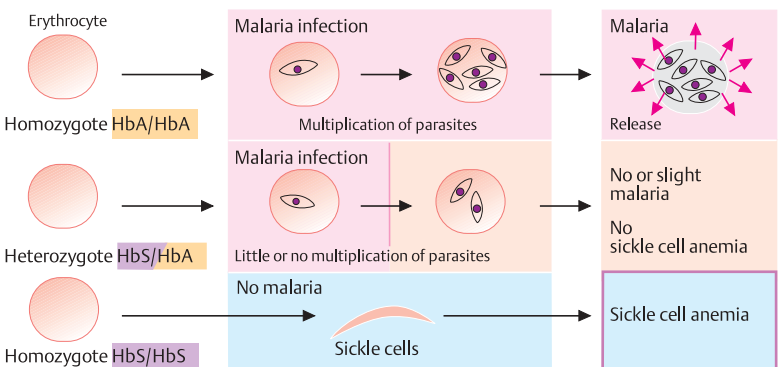 Erythrocyte
Malaria infection
Malaria
Homozygote HbA/HbA
Multiplication of parasites
Release
Malaria infection
No or slight
malaria
No
sickle cell anemia
Heterozygote HbS/HbA
Little or no multiplication of parasites
No malaria
Sickle cell anemia
Sickle cells
Homozygote HbS/HbS